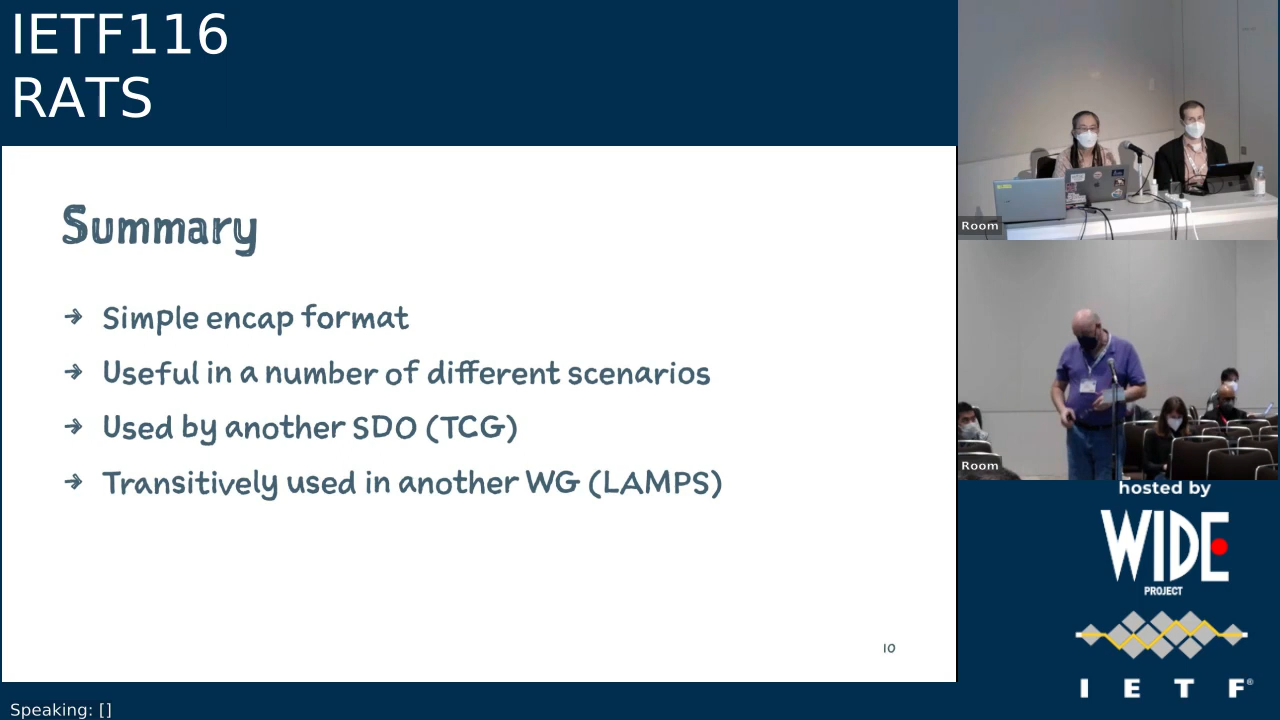 IETF116
RATS
Summary
→ Simple encap format
→ Useful in a number of different scenarios
→ Used by another SDO (TCG)
→ Transitively used in another WG (LAMPS)
10
Speaking: []
Room
Room
hosted by
WIDE
PROJECT
I E T F®